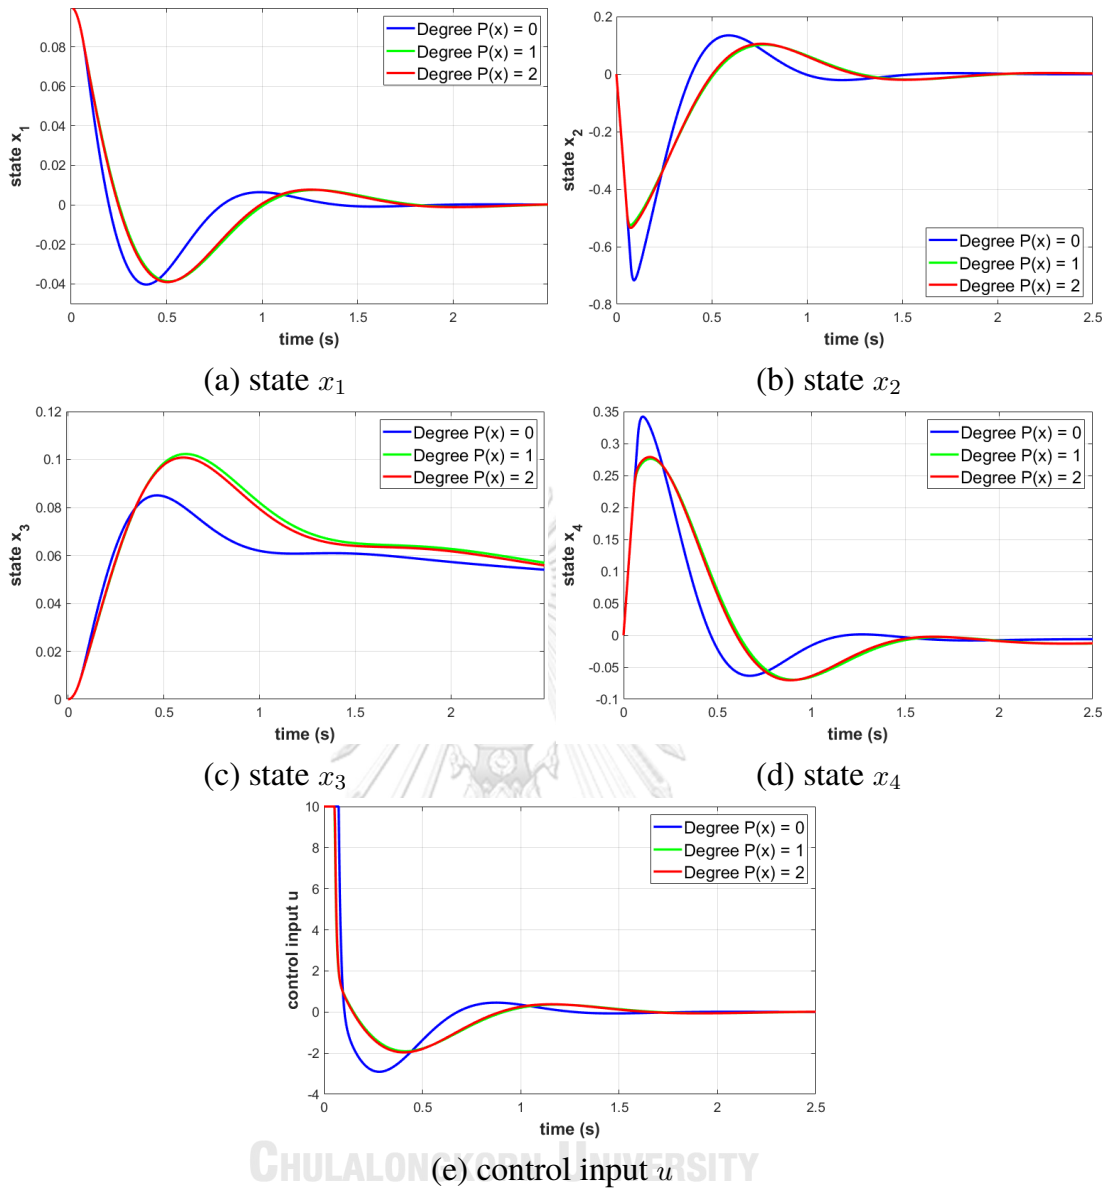 0.08
0.06
0.04
0.02
0
-0.02
-0.04
state x1
Degree P(x) = 0
Degree P(x) = 1
Degree P(x) = 2
0 0.5 1 1.5 2
time (s)
(a) state x1
0.2
0
-0.2
-0.4
-0.6
-0.8
state x2
Degree P(x) = 0
Degree P(x) = 1
Degree P(x) = 2
0 0.5 1 1.5 2 2.5
time (s)
(b) state x2
0.12
0.1
0.08
0.06
0.04
0.02
0
state x3
Degree P(x) = 0
Degree P(x) = 1
Degree P(x) = 2
0 0.5 1 1.5 2
time (s)
(c) state x3
0.35
0.3
0.25
0.2
0.15
0.1
0.05
0
-0.05
-0.1
state x4
Degree P(x) = 0
Degree P(x) = 1
Degree P(x) = 2
0 0.5 1 1.5 2 2.5
time (s)
(d) state x4
10
8
6
4
2
0
-2
-4
control input u
Degree P(x) = 0
Degree P(x) = 1
Degree P(x) = 2
0 0.5 1 1.5 2 2.5
time (s)
(e) control input u
CHULALONGKORN UNIVERSITY